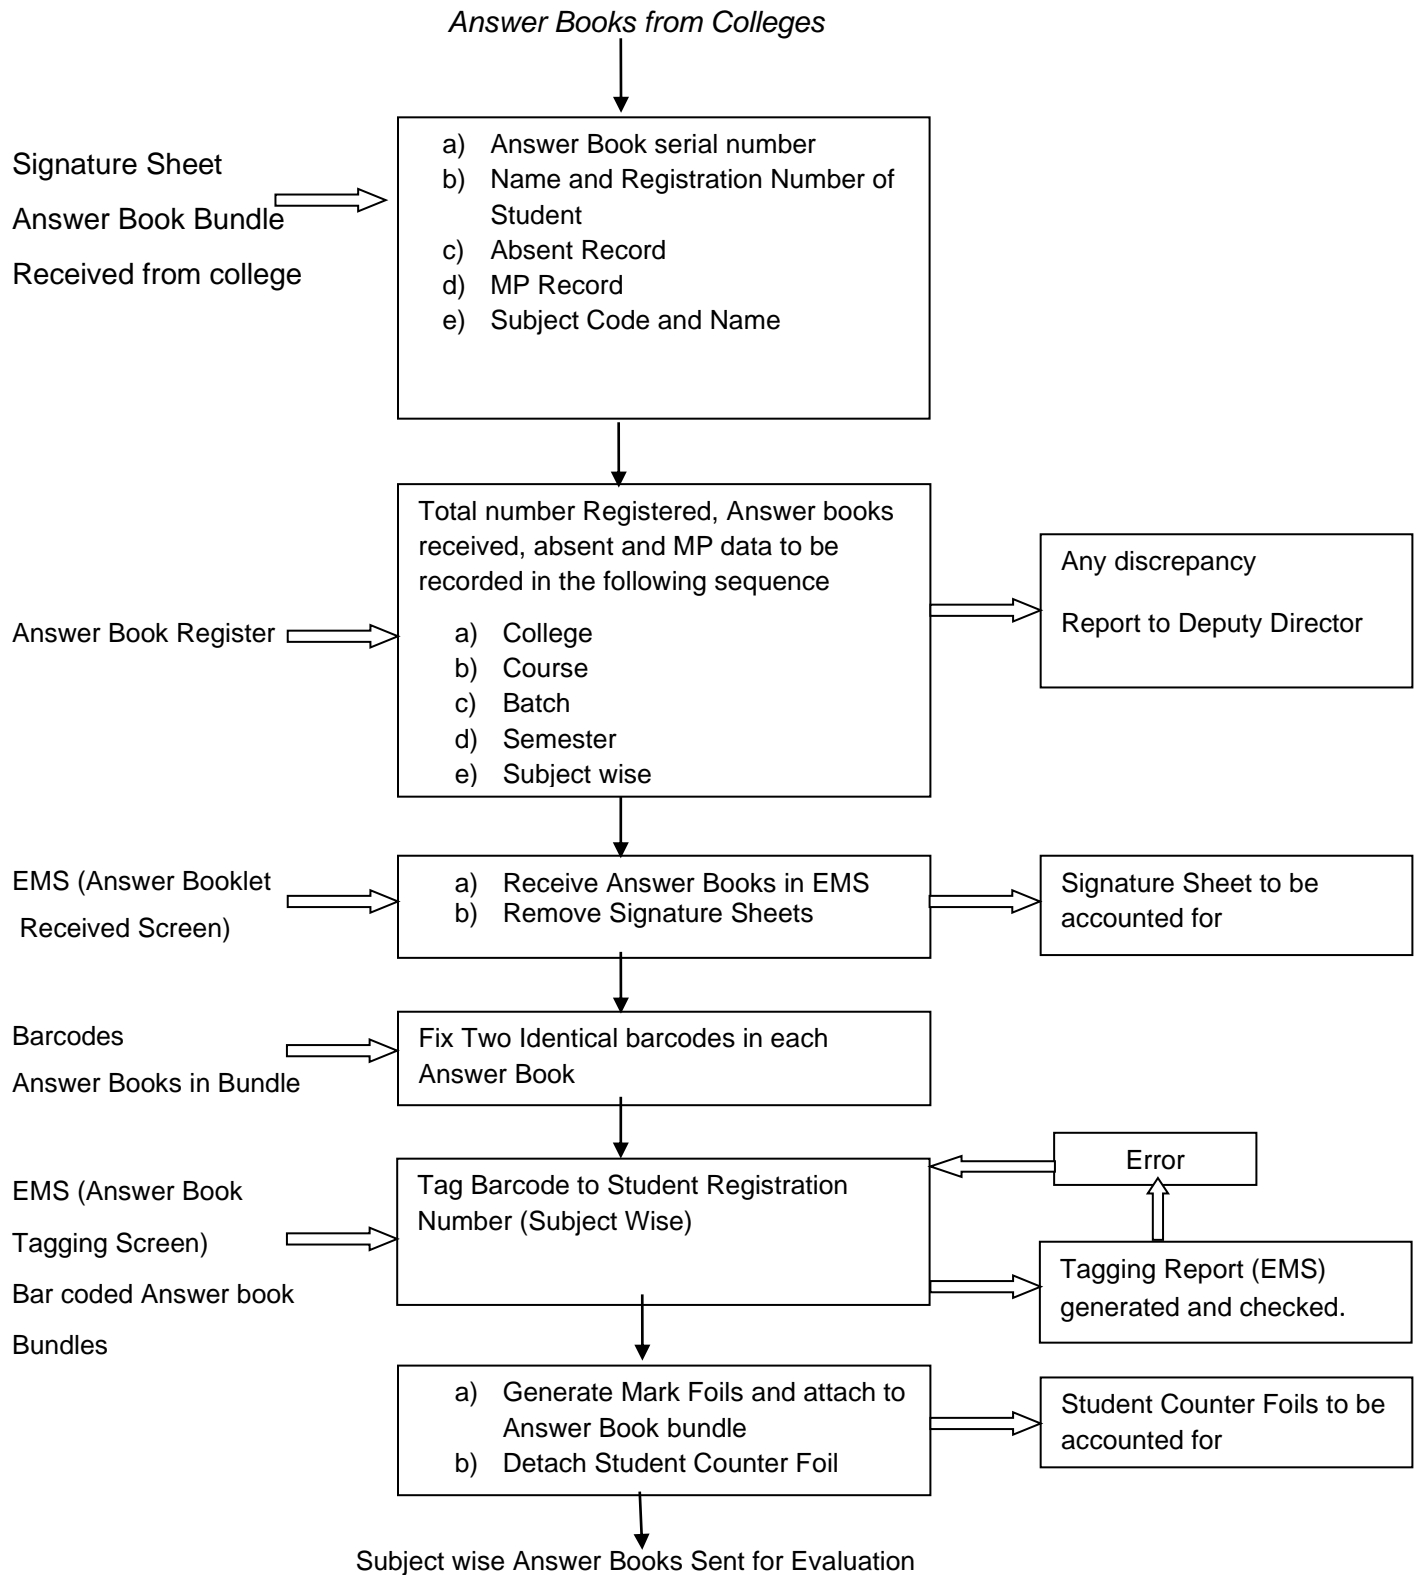 Answer Books from Colleges
Signature Sheet
Answer Book Bundle
Received from college
a) Answer Book serial number
b) Name and Registration Number of
Student
c) Absent Record
d) MP Record
e) Subject Code and Name
Answer Book Register
Total number Registered, Answer books
received, absent and MP data to be
recorded in the following sequence
a) College
b) Course
c) Batch
d) Semester
e) Subject wise
Any discrepancy
Report to Deputy Director
EMS (Answer Booklet
Received Screen)
a) Receive Answer Books in EMS
b) Remove Signature Sheets
Signature Sheet to be
accounted for
Barcodes
Answer Books in Bundle
Fix Two Identical barcodes in each
Answer Book
EMS (Answer Book
Tagging Screen)
Bar coded Answer book
Bundles
Tag Barcode to Student Registration
Number (Subject Wise)
Error
Tagging Report (EMS)
generated and checked.
a) Generate Mark Foils and attach to
Answer Book bundle
b) Detach Student Counter Foil
Student Counter Foils to be
accounted for
Subject wise Answer Books Sent for Evaluation